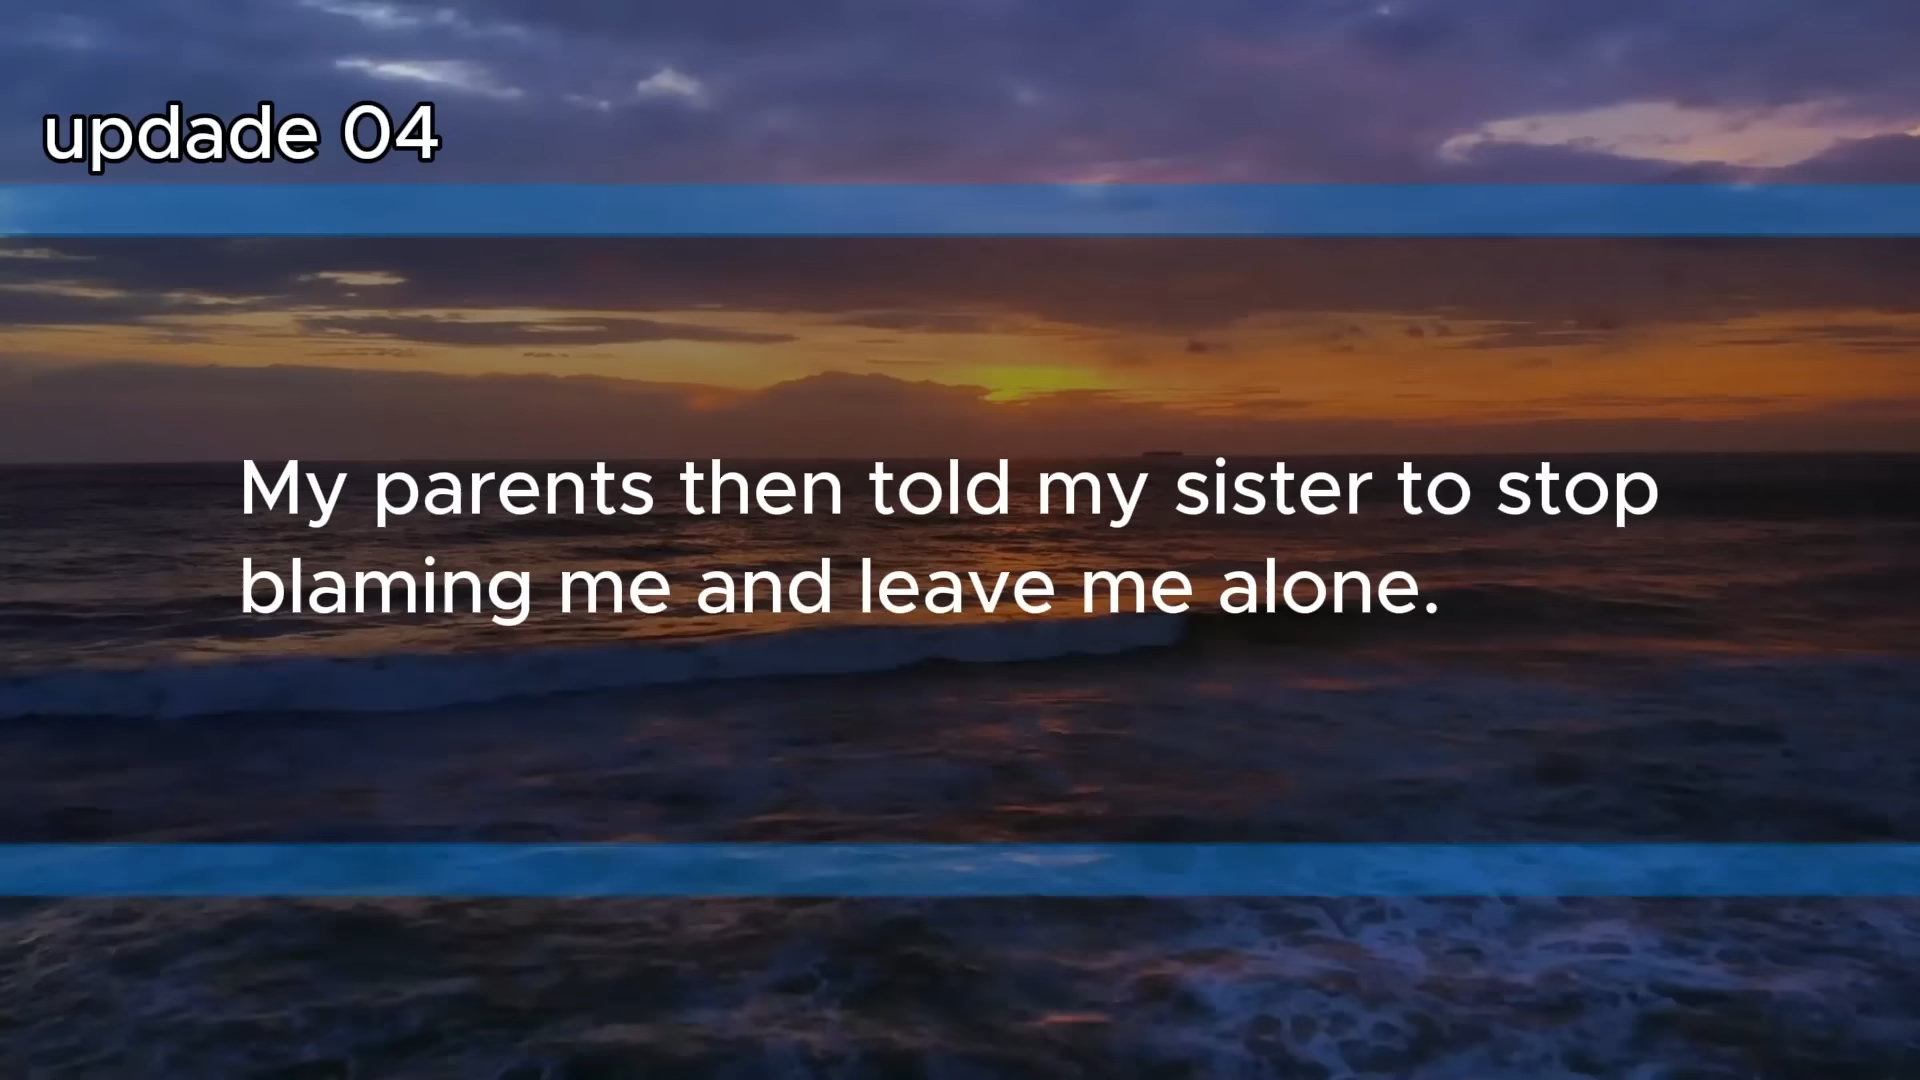 updade 04
My parents then told my sister to stop
blaming me and leave me alone.